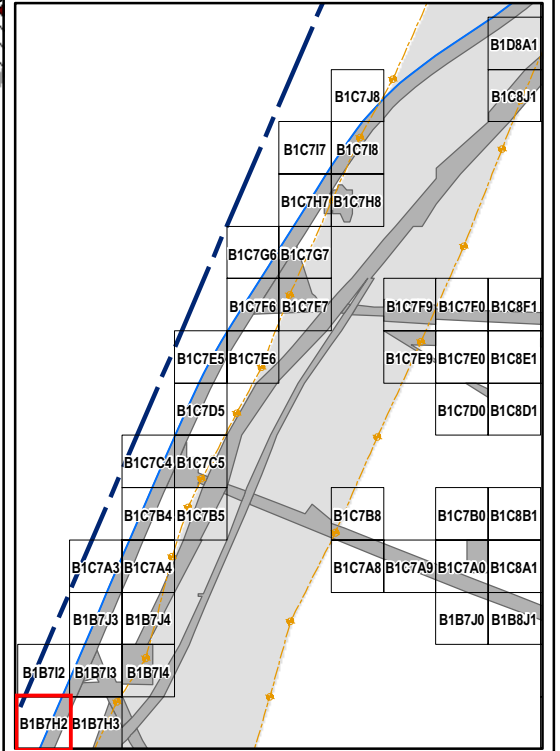 B1D8A1
B1C7J8 B1C8J1
B1C7I7 B1C7I8
B1C7H7 B1C7H8
B1C7G6 B1C7G7
B1C7F6 B1C7F7 B1C7F9 B1C7F0 B1C8F1
B1C7E5 B1C7E6 B1C7E9 B1C7E0 B1C8E1
B1C7D5 B1C7D0 B1C8D1
B1C7C4 B1C7C5
B1C7B4 B1C7B5 B1C7B8 B1C7B0 B1C8B1
B1C7A3 B1C7A4 B1C7A8 B1C7A9 B1C7A0 B1C8A1
B1B7J3 B1B7J4 B1B7J0 B1B8J1
B1B7I2 B1B7I3 B1B7I4
B1B7H2 B1B7H3